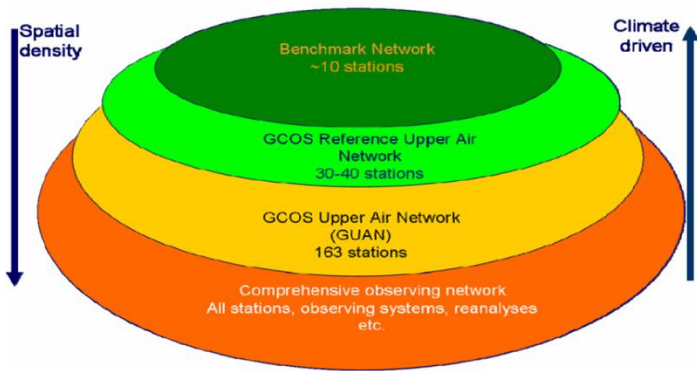 Spatial
density
Climate
driven
Benchmark Network
~10 stations
GCOS Reference Upper Air
Network
30-40 stations
GCOS Upper Air Network
(GUAN)
163 stations
Comprehensive observing network
All stations, observing systems, reanalyses
etc.